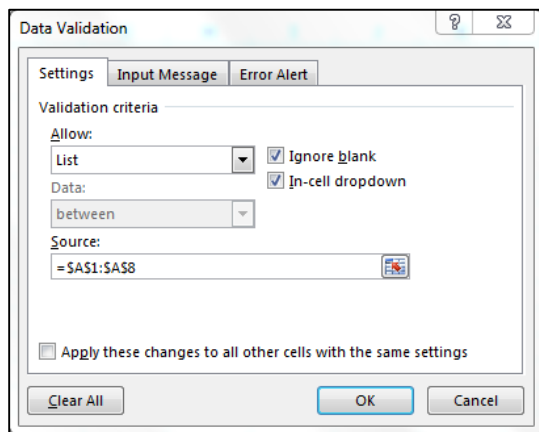 Data Validation
Settings Input Message Error Alert
Validation criteria
Allow:
List
Ignore blank
Data:
In-cell dropdown
between
Source:
=$A$1:$A$8
Apply these changes to all other cells with the same settings
Clear All OK Cancel